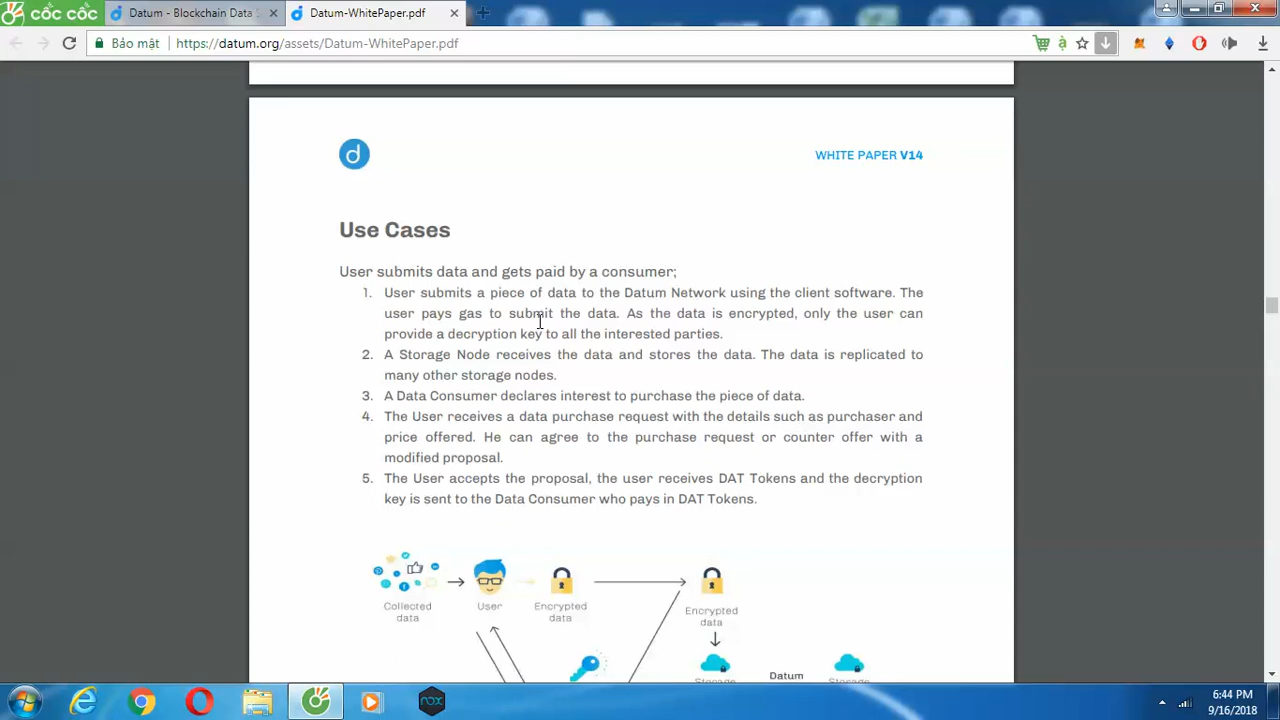 cốc cốc
Datum - Blockchain Data S
Datum-WhitePaper.pdf
Bảo mật
https://datum.org/assets/Datum-WhitePaper.pdf
d
WHITE PAPER V14
Use Cases
User submits data and gets paid by a consumer;
1. User submits a piece of data to the Datum Network using the client software. The
user pays gas to submit the data. As the data is encrypted, only the user can
provide a decryption key to all the interested parties.
2. A Storage Node receives the data and stores the data. The data is replicated to
many other storage nodes.
3. A Data Consumer declares interest to purchase the piece of data.
4. The User receives a data purchase request with the details such as purchaser and
price offered. He can agree to the purchase request or counter offer with a
modified proposal.
5. The User accepts the proposal, the user receives DAT Tokens and the decryption
key is sent to the Data Consumer who pays in DAT Tokens.
Collected
data
User
Encrypted
data
Encrypted
data
Storage
Datum
Storage
nox
6:44 PM
9/16/2018